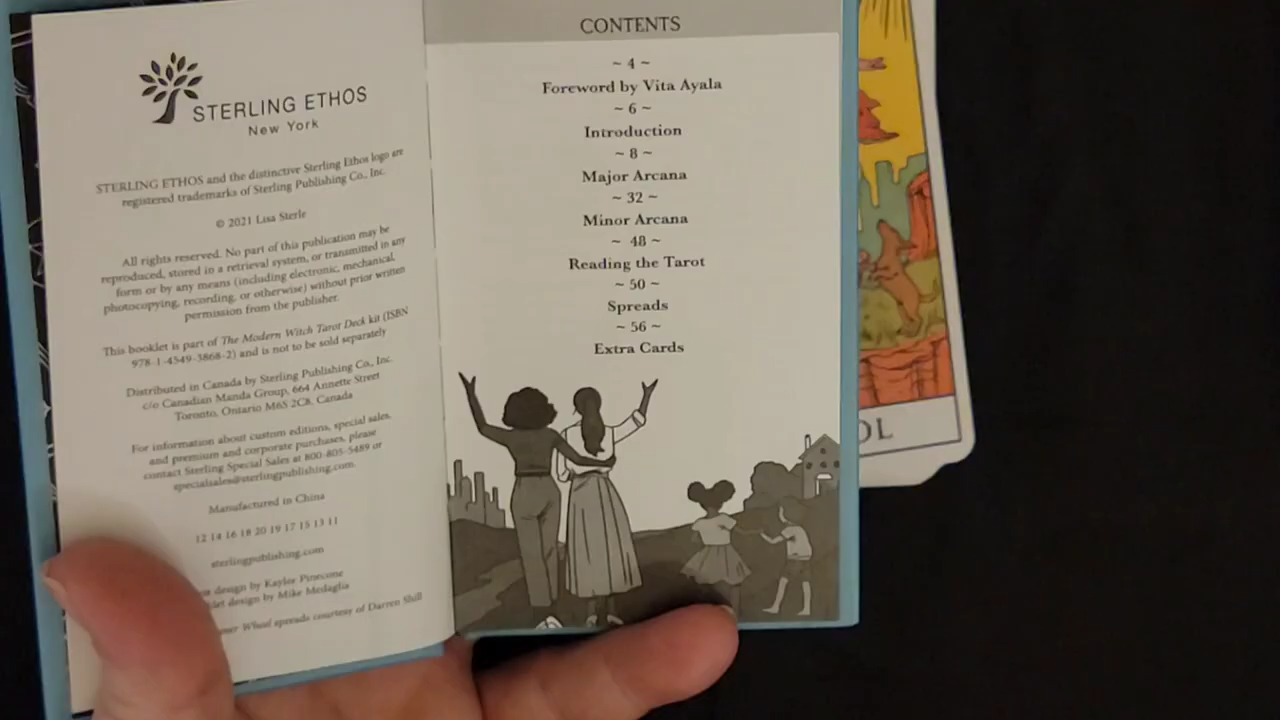 STERLING ETHOS
New York
STERLING ETHOS and the distinctive Sterling Ethos logo are
registered trademarks of Sterling Publishing Co., Inc.
© 2021 Lisa Sterle
All rights reserved. No part of this publication may be
reproduced, stored in a retrieval system, or transmitted in any
form or by any means (including electronic, mechanical,
photocopying, recording, or otherwise) without prior written
permission from the publisher.
This booklet is part of The Modern Witch Tarot Deck kit (ISBN
978-1-4549-3868-2) and is not to be sold separately
Distributed in Canada by Sterling Publishing Co., Inc.
c/o Canadian Manda Group, 664 Annette Street
Toronto, Ontario M6S 2C8, Canada
For information about custom editions, special sales,
and premium and corporate purchases, please
contact Sterling Special Sales at 800-805-5489 or
specialsales@sterlingpublishing.com.
Manufactured in China
12 14 16 18 20 19 17 15 13 11
sterlingpublishing.com
design by Kaylee Pinecone
design by Mike Medaglia
Wheel spreads courtesy of Darren Shill
CONTENTS
~ 4 ~
Foreword by Vita Ayala
~ 6 ~
Introduction
~ 8 ~
Major Arcana
~ 32 ~
Minor Arcana
~ 48 ~
Reading the Tarot
~ 50 ~
Spreads
~ 56 ~
Extra Cards
OL